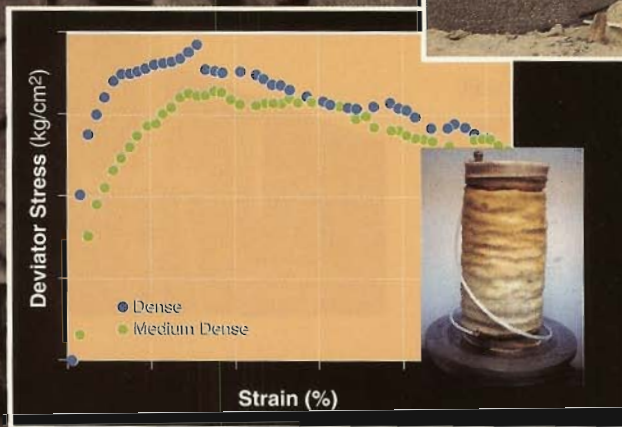 Deviator Stress (kg/cm²)
Dense
Medium Dense
Strain (%)